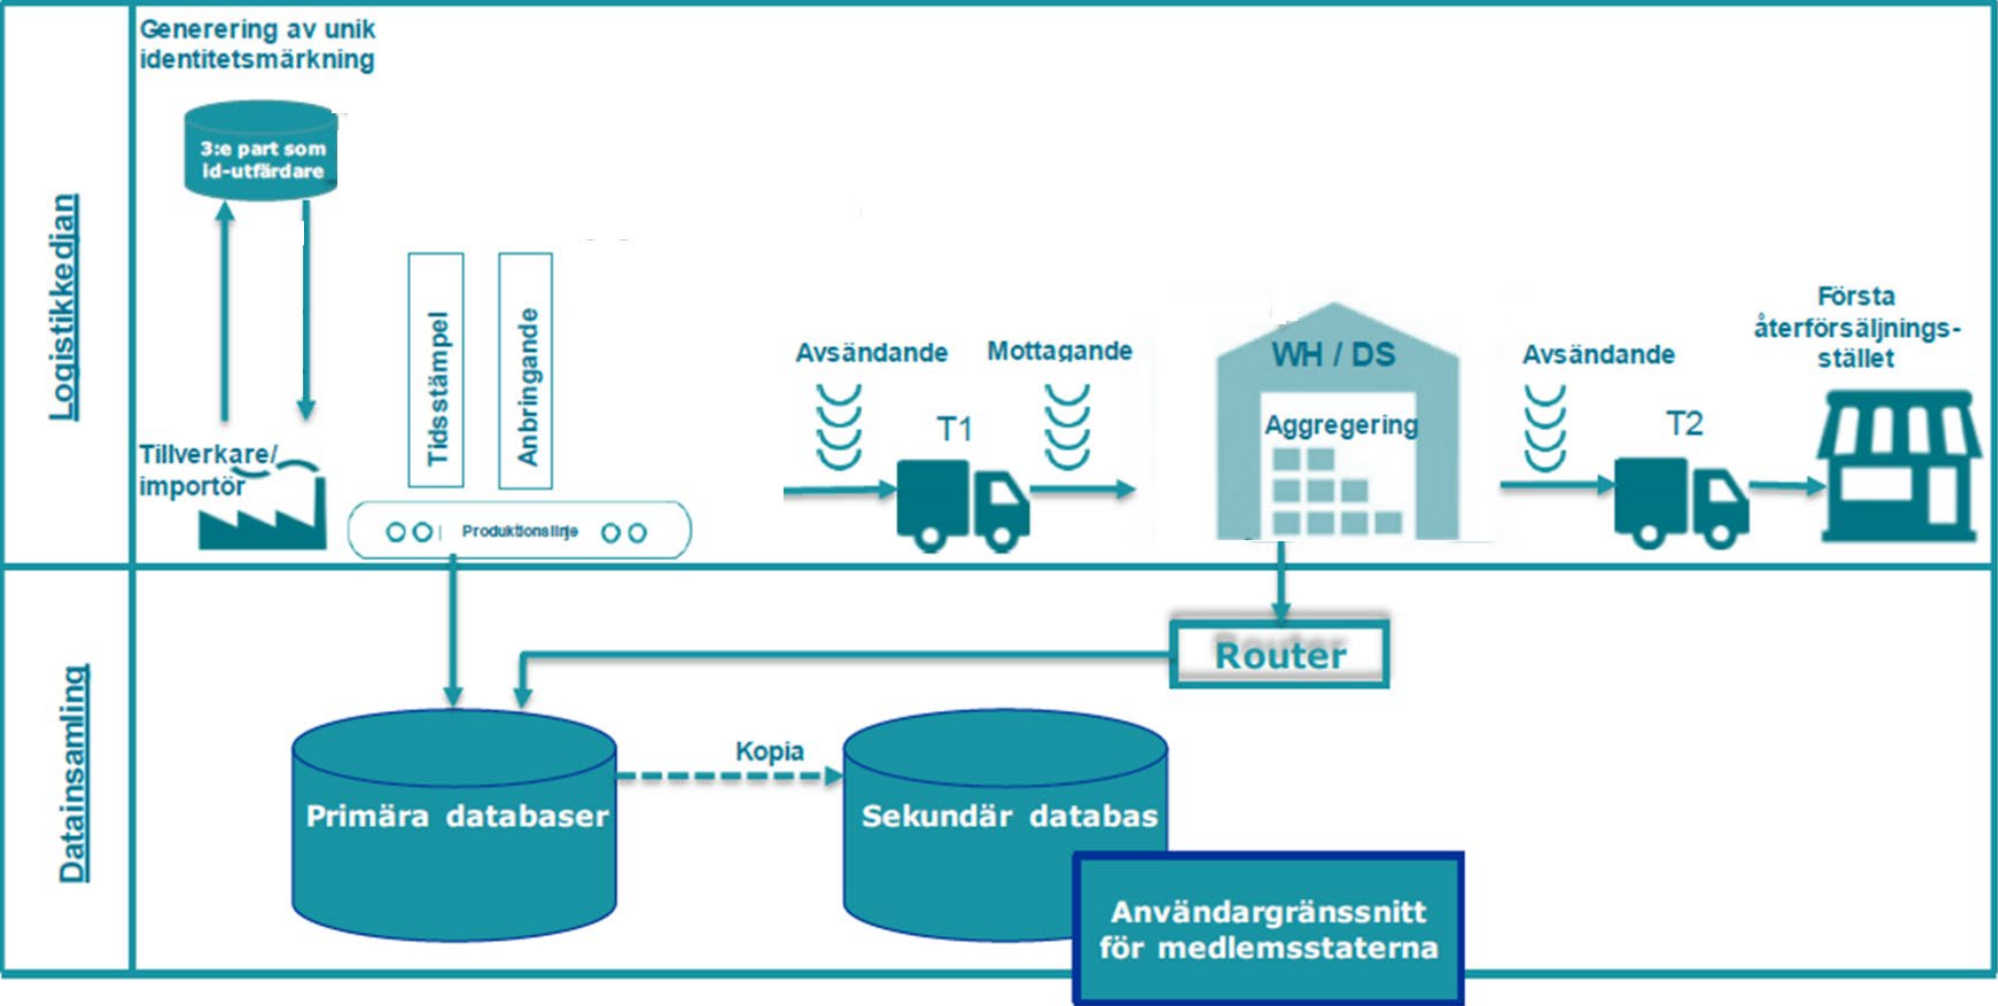 Generering av unik
identitetsmärkning
3:e part som
id-utfärdare
Logistikkedjan
Tillverkare/
importör
Tidsstämpel
Anbringande
Produktionslinje
Avsändande
T1
Mottagande
WH / DS
Aggregering
Avsändande
T2
Första
återförsäljnings-
stället
Datainsamling
Router
Primära databaser
Kopia
Sekundär databas
Användargränssnitt
för medlemsstaterna